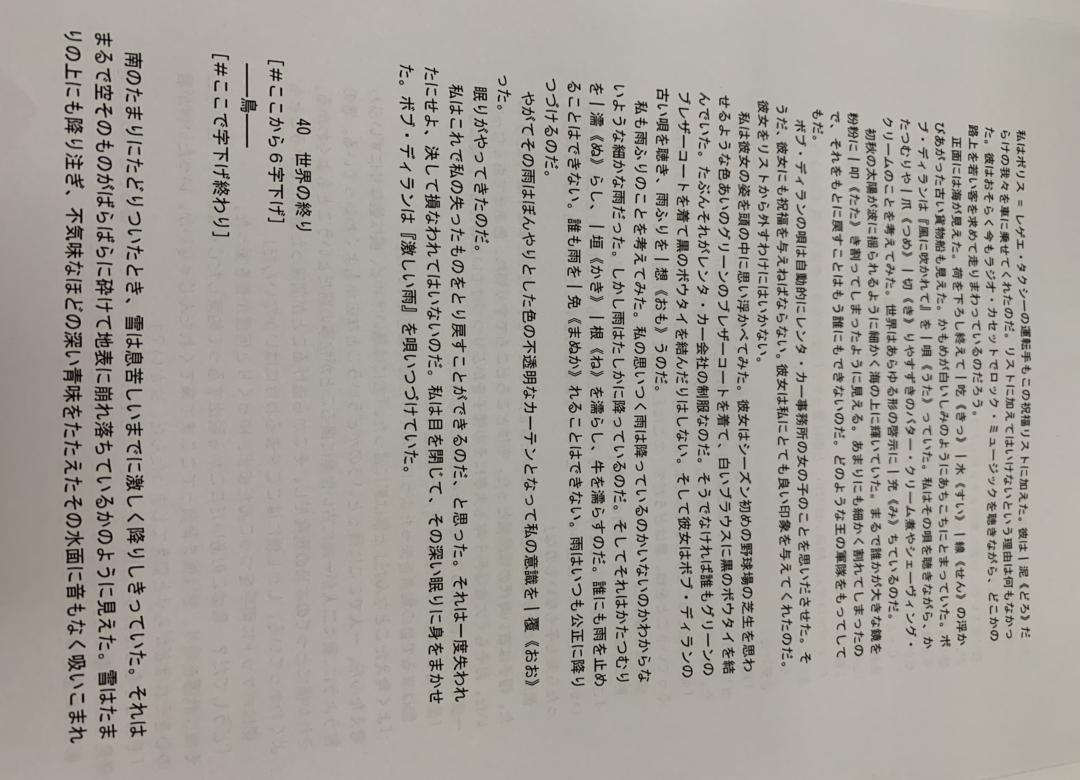 私はポリス＝レゲエ・タクシーの運転手もこの祝福リストに加えた。彼は｜泥《どろ》だ
らけの我々を車に乗せてくれたのだ。リストに加えてはいけないという理由は何もなかっ
た。彼はおそらく今もラジオ・カセットでロック・ミュージックを聴きながら、どこかの
路上を若い客を求めて走りまわっているのだろう。
正面には海が見えた。荷を下ろし終えて｜吃《きっ》｜水《すい》｜線《せん》の浮か
びあがった古い貨物船も見えた。かもめが白いしみのようにあちこちにとまっていた。ボ
ブ・ディランは『風に吹かれて』を｜唄《うた》っていた。私はその唄を聴きながら、か
たつむりや｜爪《つめ》｜切《き》りやすずきのバター・クリーム煮やシェーヴィング・
クリームのことを考えてみた。世界はあらゆる形の啓示に｜充《み》ちているのだ。
初秋の太陽が波に揺られるように細かく海の上に輝いていた。まるで誰かが大きな鏡を
粉粉に｜叩《たた》き割ってしまったように見える。あまりにも細かく割れてしまったの
で、それをもとに戻すことはもう誰にもできないのだ。どのような王の軍隊をもってして
もだ。
ボブ・ディランの唄は自動的にレンタ・カー事務所の女の子のことを思いださせた。そ
うだ、彼女にも祝福を与えねばならない。彼女は私にとても良い印象を与えてくれたのだ。
彼女をリストから外すわけにはいかない。
私は彼女の姿を頭の中に思い浮かべてみた。彼女はシーズン初めの野球場の芝生を思わ
せるような色あいのグリーンのブレザーコートを着て、白いブラウスに黒のボウタイを結
んでいた。たぶんそれがレンタ・カー会社の制服なのだ。そうでなければ誰もグリーンの
ブレザーコートを着て黒のボウタイを結んだりはしない。そして彼女はボブ・ディランの
古い唄を聴き、雨ふりを｜想《おも》うのだ。
私も雨ふりのことを考えてみた。私の思いつく雨は降っているのかいないのかわからな
いような細かな雨だった。しかし雨はたしかに降っているのだ。そしてそれはかたつむり
を｜濡《ぬ》らし、｜垣《かき》｜根《ね》を濡らし、牛を濡らすのだ。誰にも雨を止め
ることはできない。誰も雨を｜免《まぬか》れることはできない。雨はいつも公正に降り
つづけるのだ。
やがてその雨はぼんやりとした色の不透明なカーテンとなって私の意識を｜覆《おお》
った。
眠りがやってきたのだ。
私はこれで私の失ったものをとり戻すことができるのだ、と思った。それは一度失われ
たにせよ、決して損なわれてはいないのだ。私は目を閉じて、その深い眠りに身をまかせ
た。ボブ・ディランは『激しい雨』を唄いつづけていた。
40　世界の終り
［＃ここから6字下げ］
――鳥――
［＃ここで字下げ終わり］
南のたまりにたどりついたとき、雪は息苦しいまでに激しく降りしきっていた。それは
まるで空そのものがばらばらに砕けて地表に崩れ落ちているかのように見えた。雪はたま
りの上にも降り注ぎ、不気味なほどの深い青味をたたえたその水面に音もなく吸いこまれ